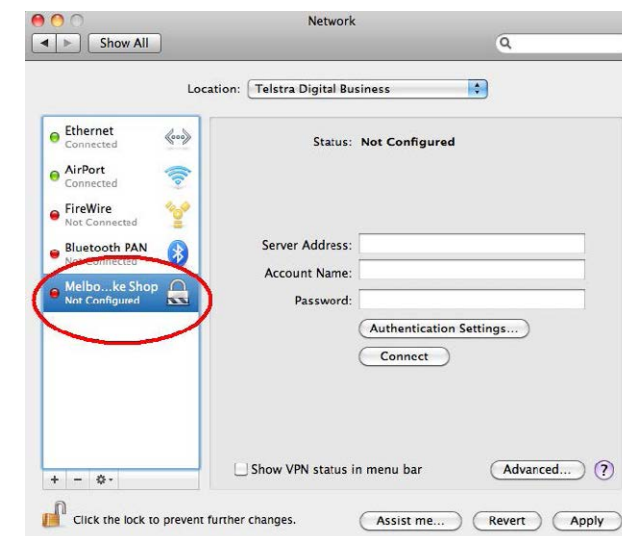 Network
Show All
Location: Telstra Digital Business
Ethernet
Connected
AirPort
Connected
FireWire
Not Connected
Bluetooth PAN
Not Connected
Melbo...ke Shop
Not Configured
Status: Not Configured
Server Address:
Account Name:
Password:
Authentication Settings...
Connect
Show VPN status in menu bar
Advanced... ?
Click the lock to prevent further changes.
Assist me... Revert Apply